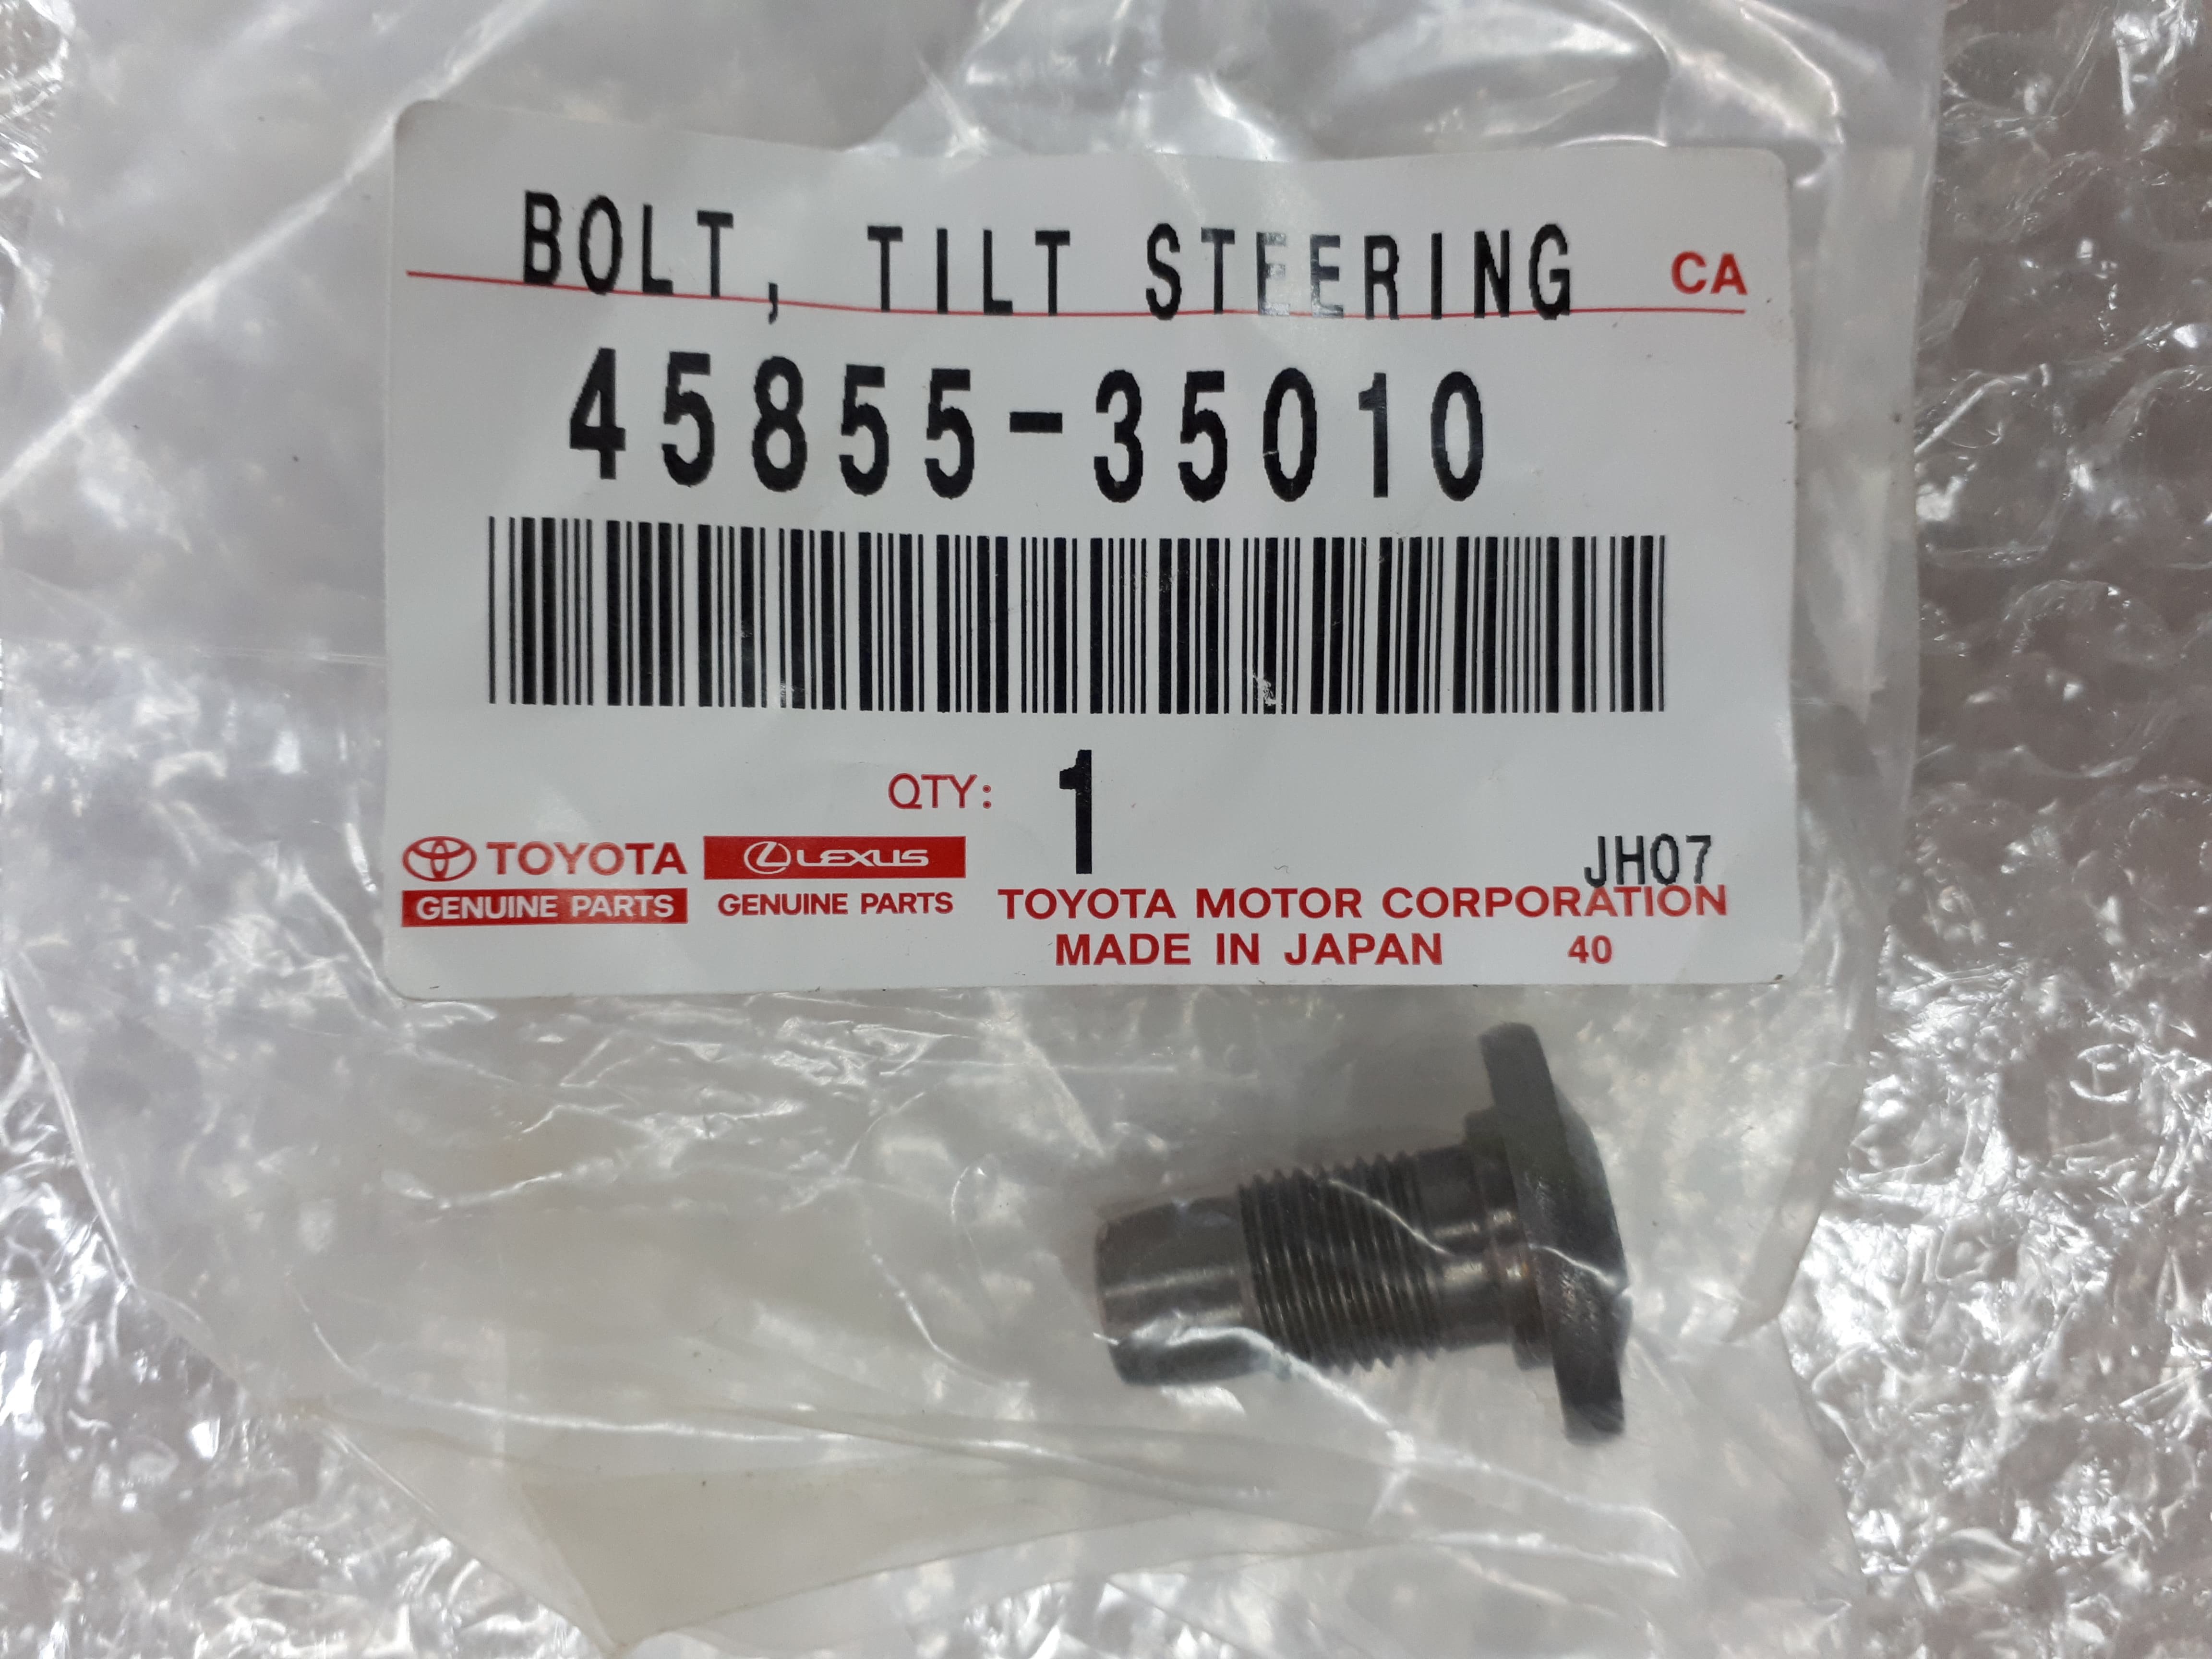 BOLT, TILT STEERING CA
45855-35010
QTY: 1
JH07
TOYOTA LEXUS
GENUINE PARTS GENUINE PARTS TOYOTA MOTOR CORPORATION
MADE IN JAPAN 40